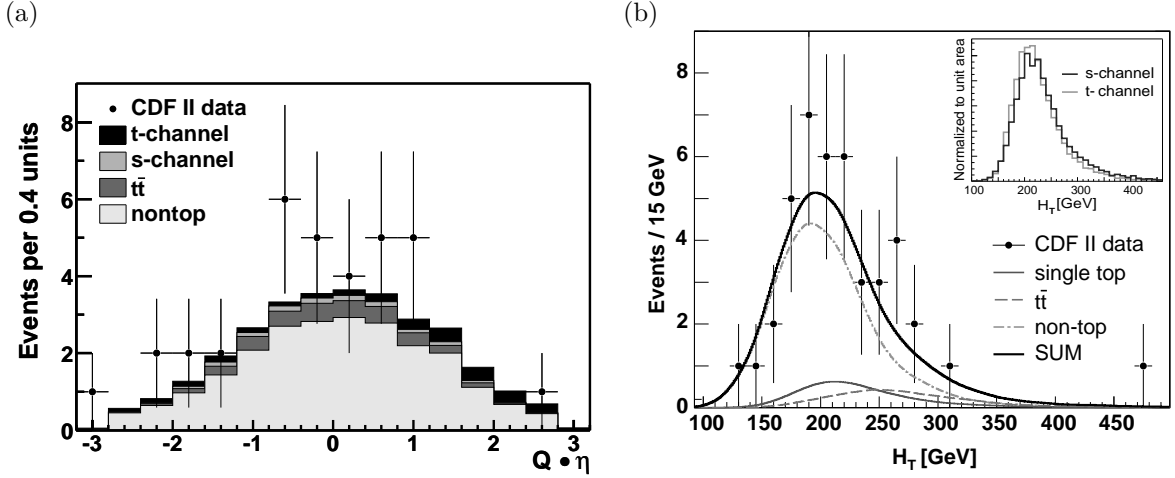 (a)
Events per 0.4 units
8
6
4
2
0
CDF II data
t-channel
s-channel
tt̄
nontop
-3 -2 -1 0 1 2 3
Q • η
(b)
Events / 15 GeV
8
6
4
2
0
CDF II data
single top
tt̄
non-top
SUM
100 150 200 250 300 350 400 450
H_T [GeV]
Normalized to unit area
s-channel
t- channel
100 200 300 400
H_T [GeV]